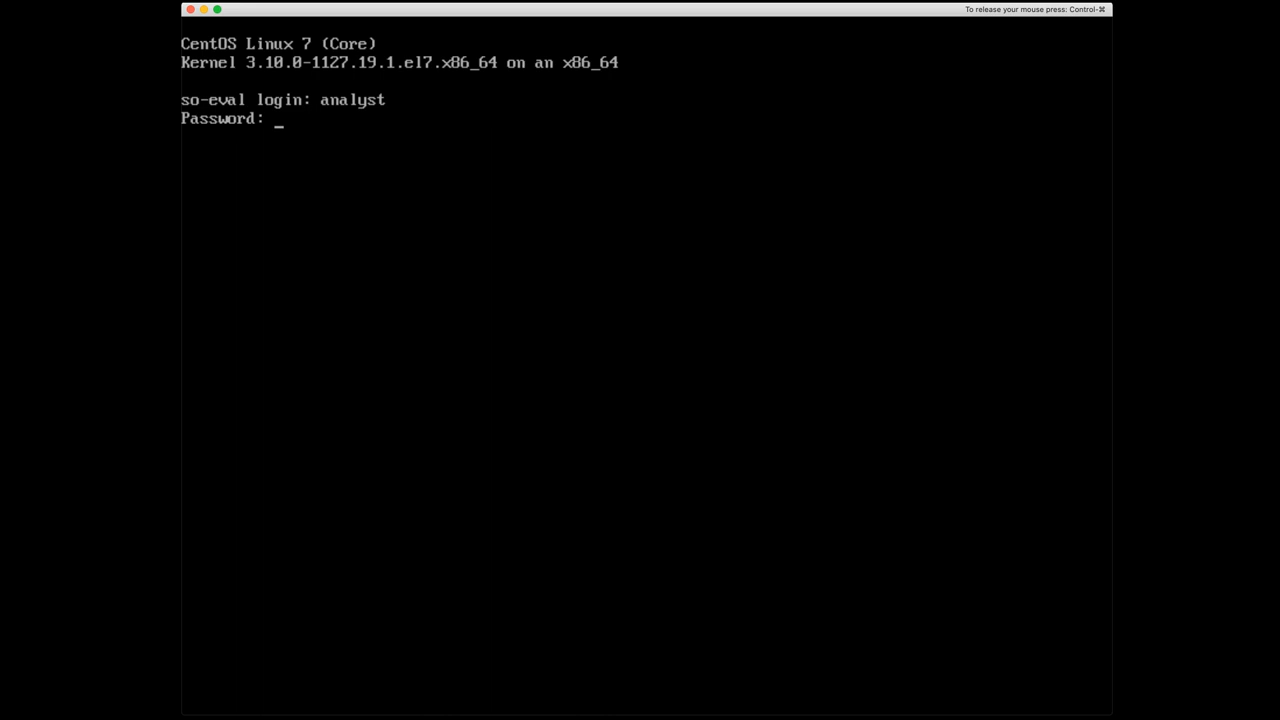 To release your mouse press: Control-⌘
CentOS Linux 7 (Core)
Kernel 3.10.0-1127.19.1.el7.x86_64 on an x86_64
so-eval login: analyst
Password: _